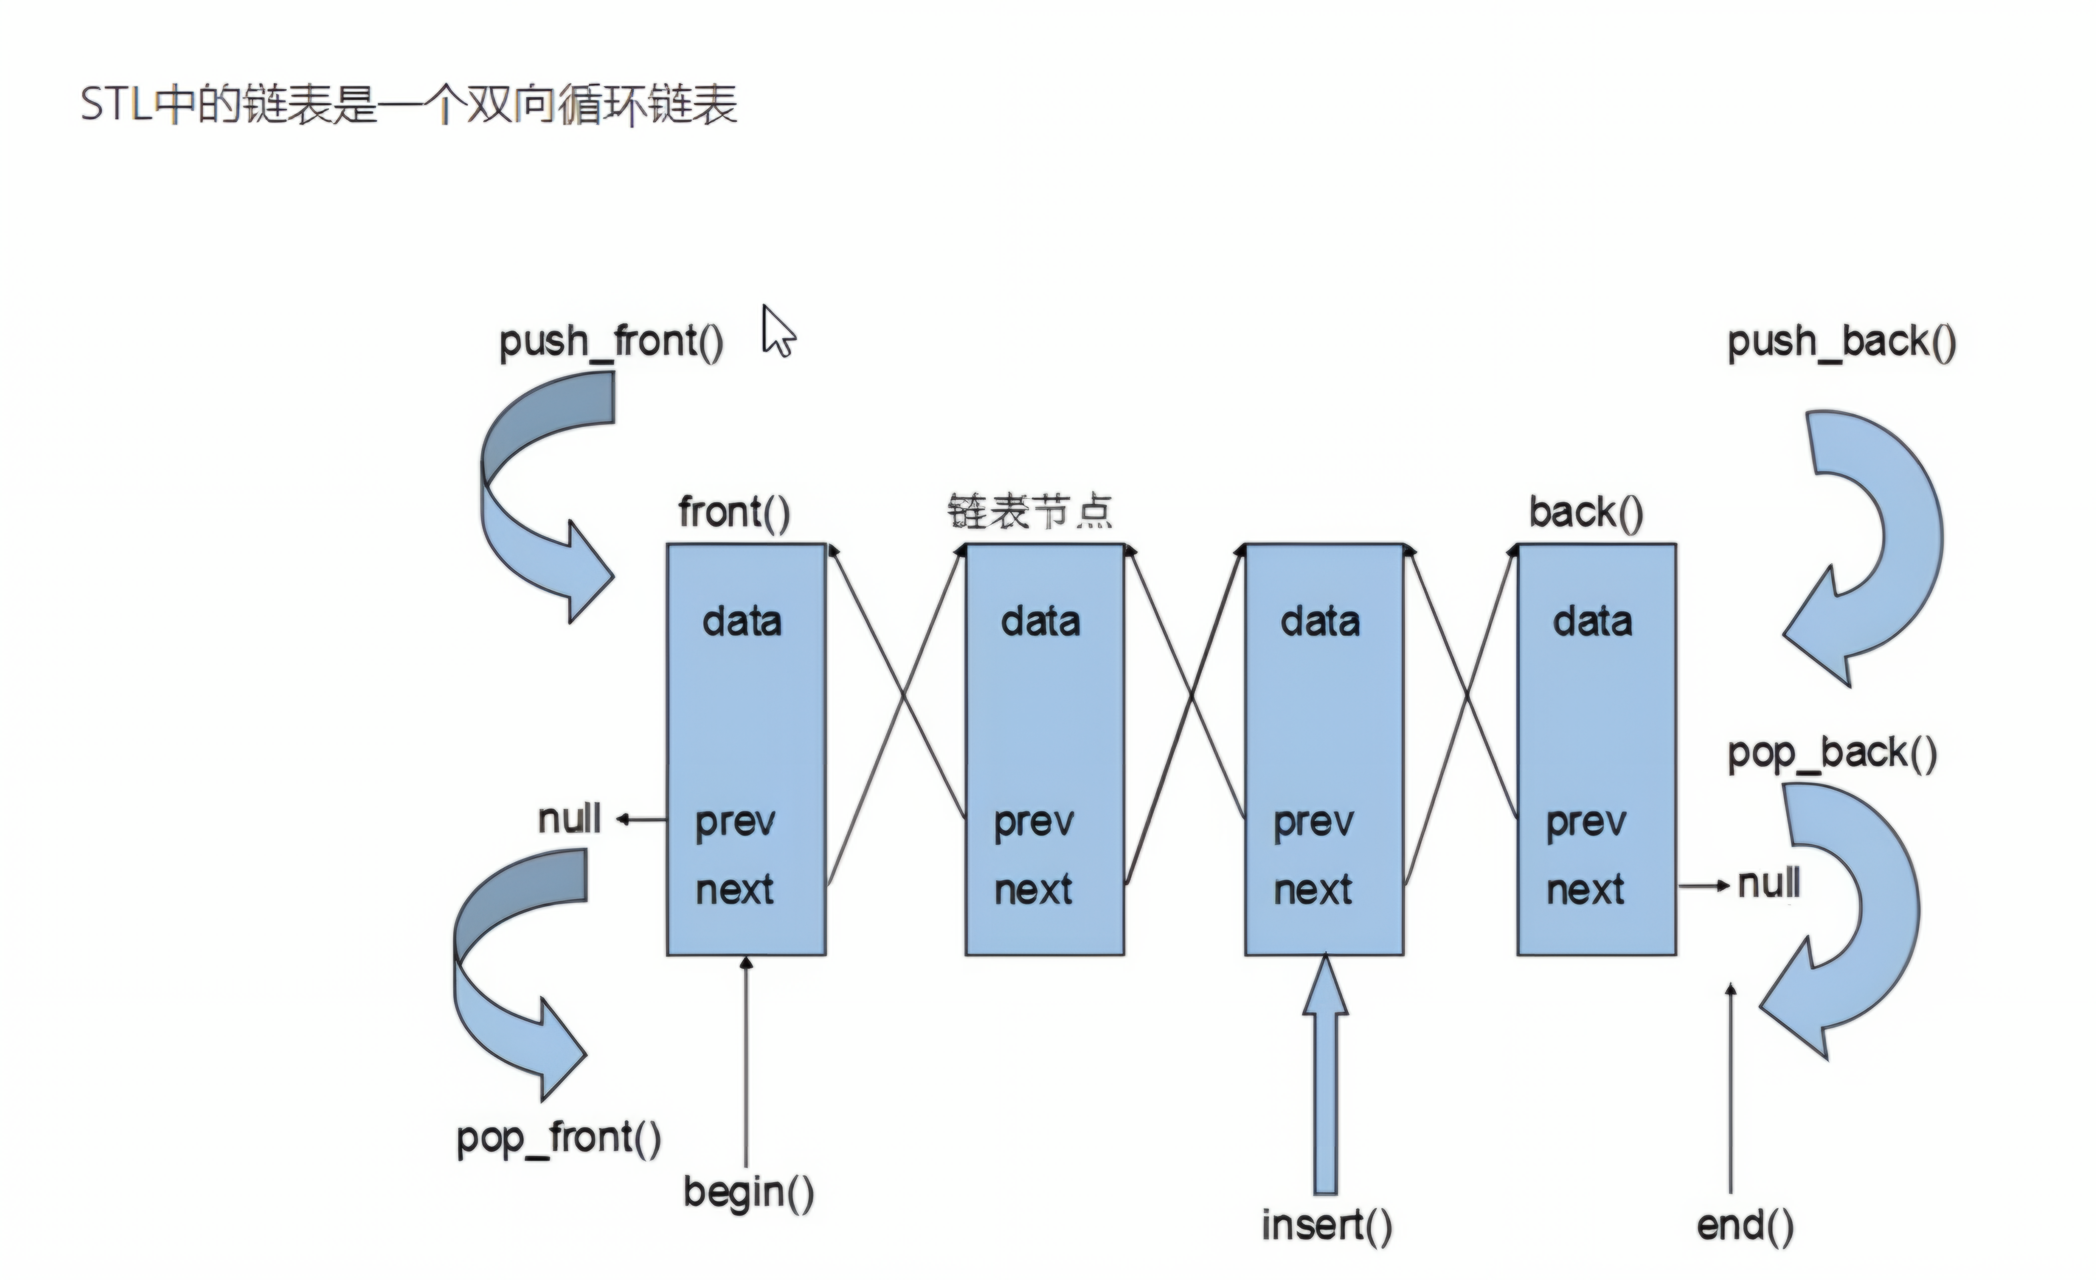 STL中的链表是一个双向循环链表
push_front()
push_back()
front()
链表节点
back()
data
data
data
data
pop_back()
null
prev
prev
prev
prev
next
next
next
next
null
pop_front()
begin()
insert()
end()